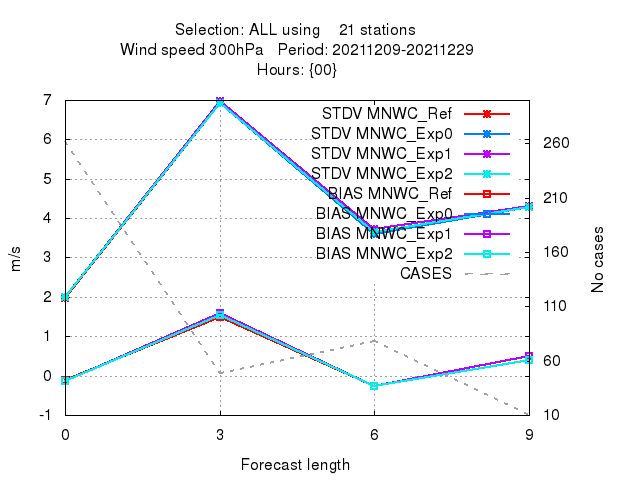 Selection: ALL using 21 stations
Wind speed 300hPa Period: 20211209-20211229
Hours: {00}
7
6
5
4
3
2
1
0
-1
m/s
STDV MNWC_Ref
STDV MNWC_Exp0
STDV MNWC_Exp1
STDV MNWC_Exp2
BIAS MNWC_Ref
BIAS MNWC_Exp0
BIAS MNWC_Exp1
BIAS MNWC_Exp2
CASES
260
210
160
110
60
10
No cases
0 3 6 9
Forecast length